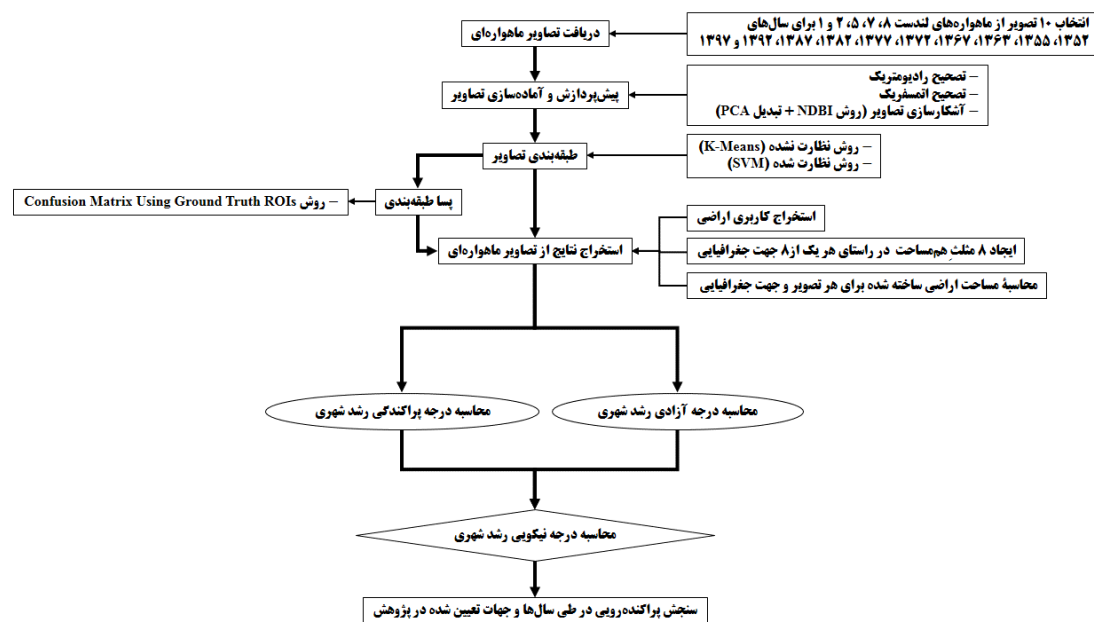 انتخاب ۱۰ تصویر از ماهواره‌های لندست ۸، ۷، ۵، ۲ و ۱ برای سال‌های
۱۳۵۲، ۱۳۵۵، ۱۳۶۳، ۱۳۶۷، ۱۳۷۲، ۱۳۷۷، ۱۳۸۲، ۱۳۸۷، ۱۳۹۲ و ۱۳۹۷
دریافت تصاویر ماهواره‌ای
– تصحیح رادیومتریک
– تصحیح اتمسفریک
– آشکارسازی تصاویر (روش NDBI + تبدیل PCA)
پیش‌پردازش و آماده‌سازی تصاویر
– روش نظارت نشده (K-Means)
– روش نظارت شده (SVM)
طبقه‌بندی تصاویر
پسا طبقه‌بندی
– روش Confusion Matrix Using Ground Truth ROIs
استخراج کاربری اراضی
ایجاد ۸ مثلثِ هم‌مساحت در راستای هر یک از ۸ جهت جغرافیایی
محاسبهٔ مساحت اراضی ساخته شده برای هر تصویر و جهت جغرافیایی
استخراج نتایج از تصاویر ماهواره‌ای
محاسبه درجه آزادی رشد شهری
محاسبه درجه پراکندگی رشد شهری
محاسبه درجه نیکویی رشد شهری
سنجش پراکنده‌رویی در طی سال‌ها و جهات تعیین شده در پژوهش